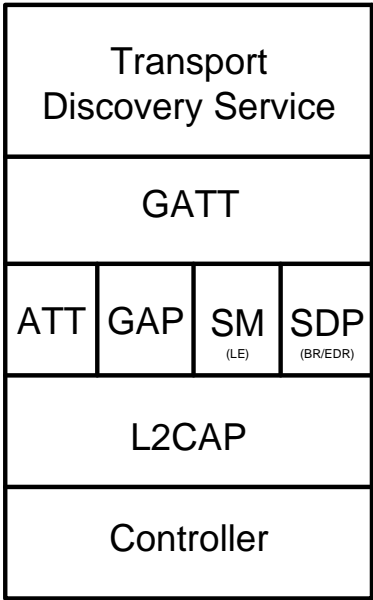 Transport
Discovery Service
GATT
ATT GAP SM SDP
(LE) (BR/EDR)
L2CAP
Controller